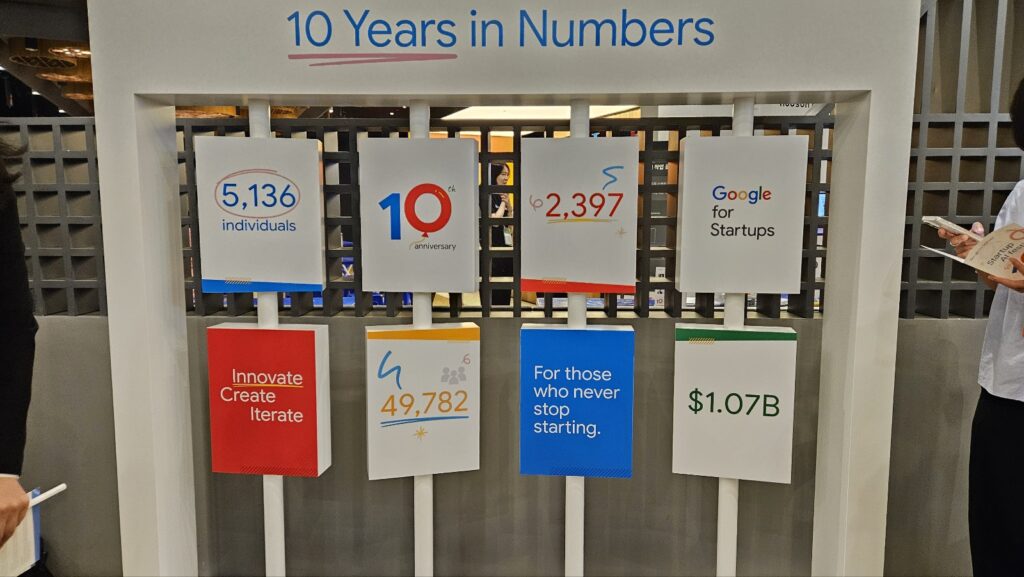 10 Years in Numbers
5,136
individuals
10th
anniversary
2,397
Google
for
Startups
Innovate
Create
Iterate
49,782
For those
who never
stop
starting.
$1.07B
Startup